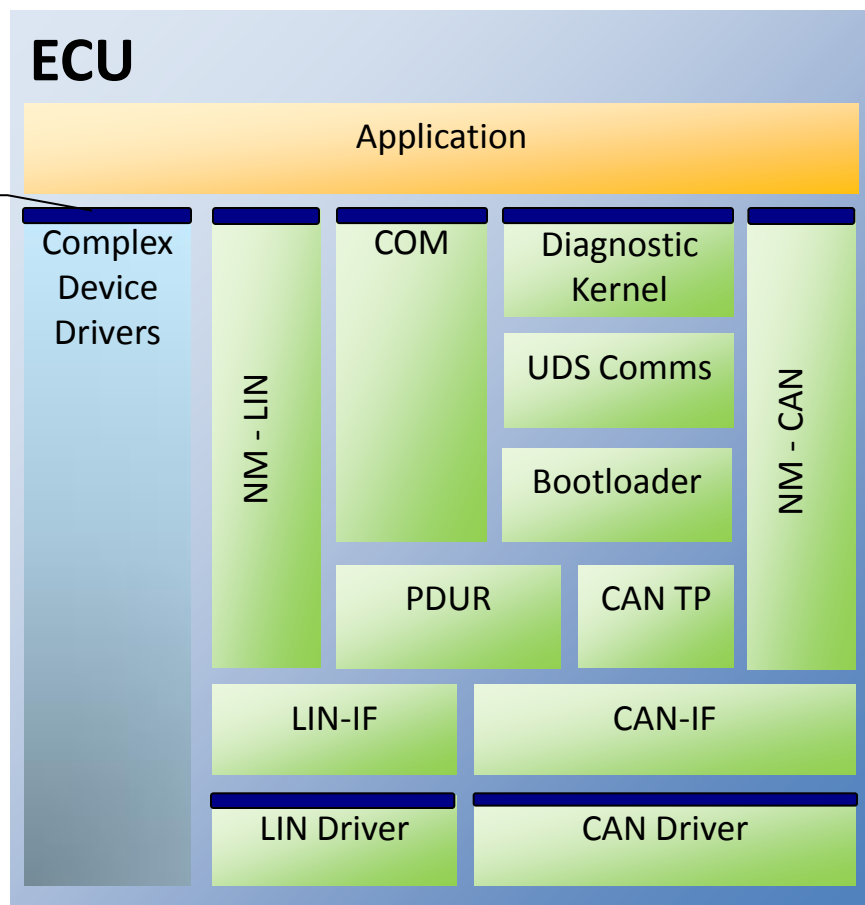 ECU
Application
Complex
Device
Drivers
NM - LIN
COM
Diagnostic
Kernel
UDS Comms
Bootloader
NM - CAN
PDUR
CAN TP
LIN-IF
CAN-IF
LIN Driver
CAN Driver